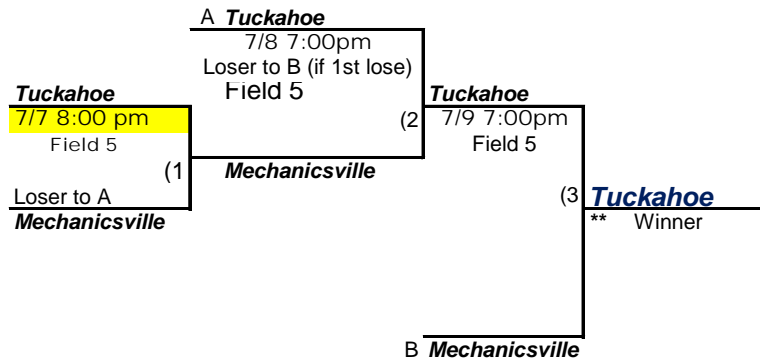 A Tuckahoe
7/8 7:00pm
Loser to B (if 1st lose)
Field 5
Tuckahoe
7/7 8:00 pm
Field 5
(1
Loser to A
Mechanicsville
Mechanicsville
(2
Tuckahoe
7/9 7:00pm
Field 5
(3
Tuckahoe
** Winner
B Mechanicsville